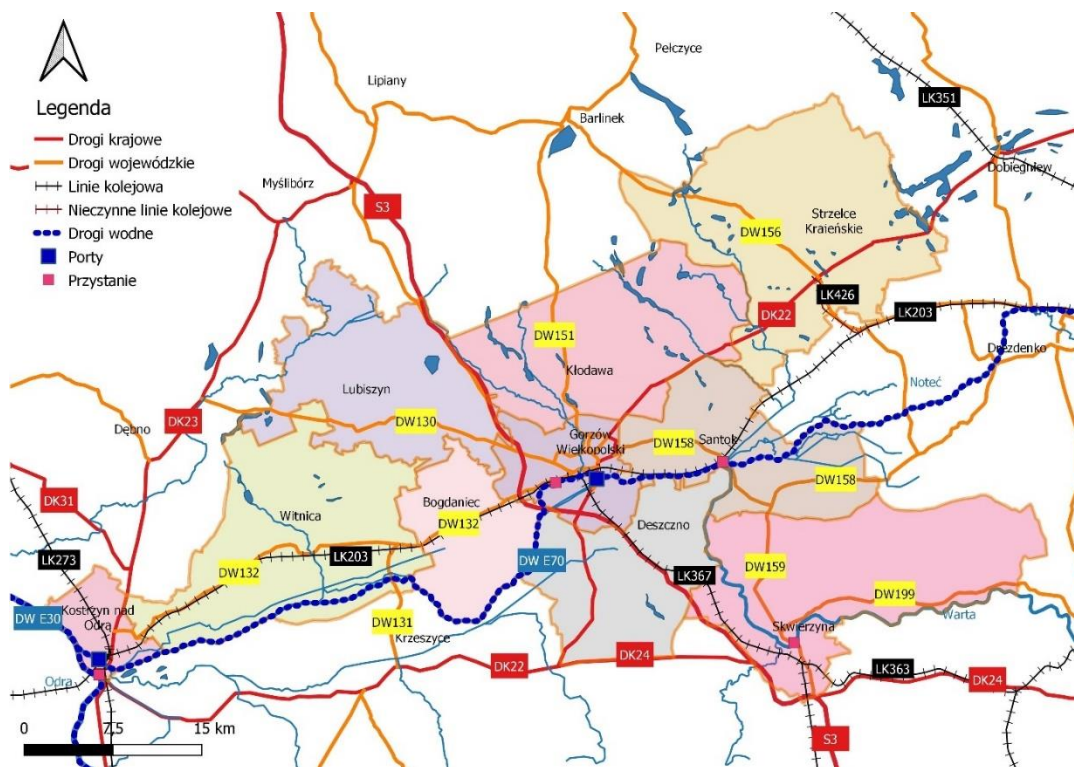 Pełczyce
Lipiany
Legenda
Drogi krajowe
Drogi wojewódzkie
Linie kolejowa
Nieczynne linie kolejowe
Drogi wodne
Porty
Przystanie
LK351
Barlinek
Dobiegniew
Myślibórz
S3
Strzelce
Kraieńskie
DW156
LK426
DK22
LK203
DW151
Drezdenko
Kłodawa
Lubiszyn
Noteć
DK23
Dębno
DW130
Gorzów
Wielkopolski
DW158
Santok
DW158
DK31
Bogdaniec
DW132
Witnica
Deszczno
LK203
DW E70
LK273
DW132
LK367
DW159
DW199
DW E30
Kostrzyn nad
Odrą
DW131
Krzeszyce
Skwierzyna
Warta
Odra
DK22
DK24
LK363
DK24
0
7,5
15 km
S3